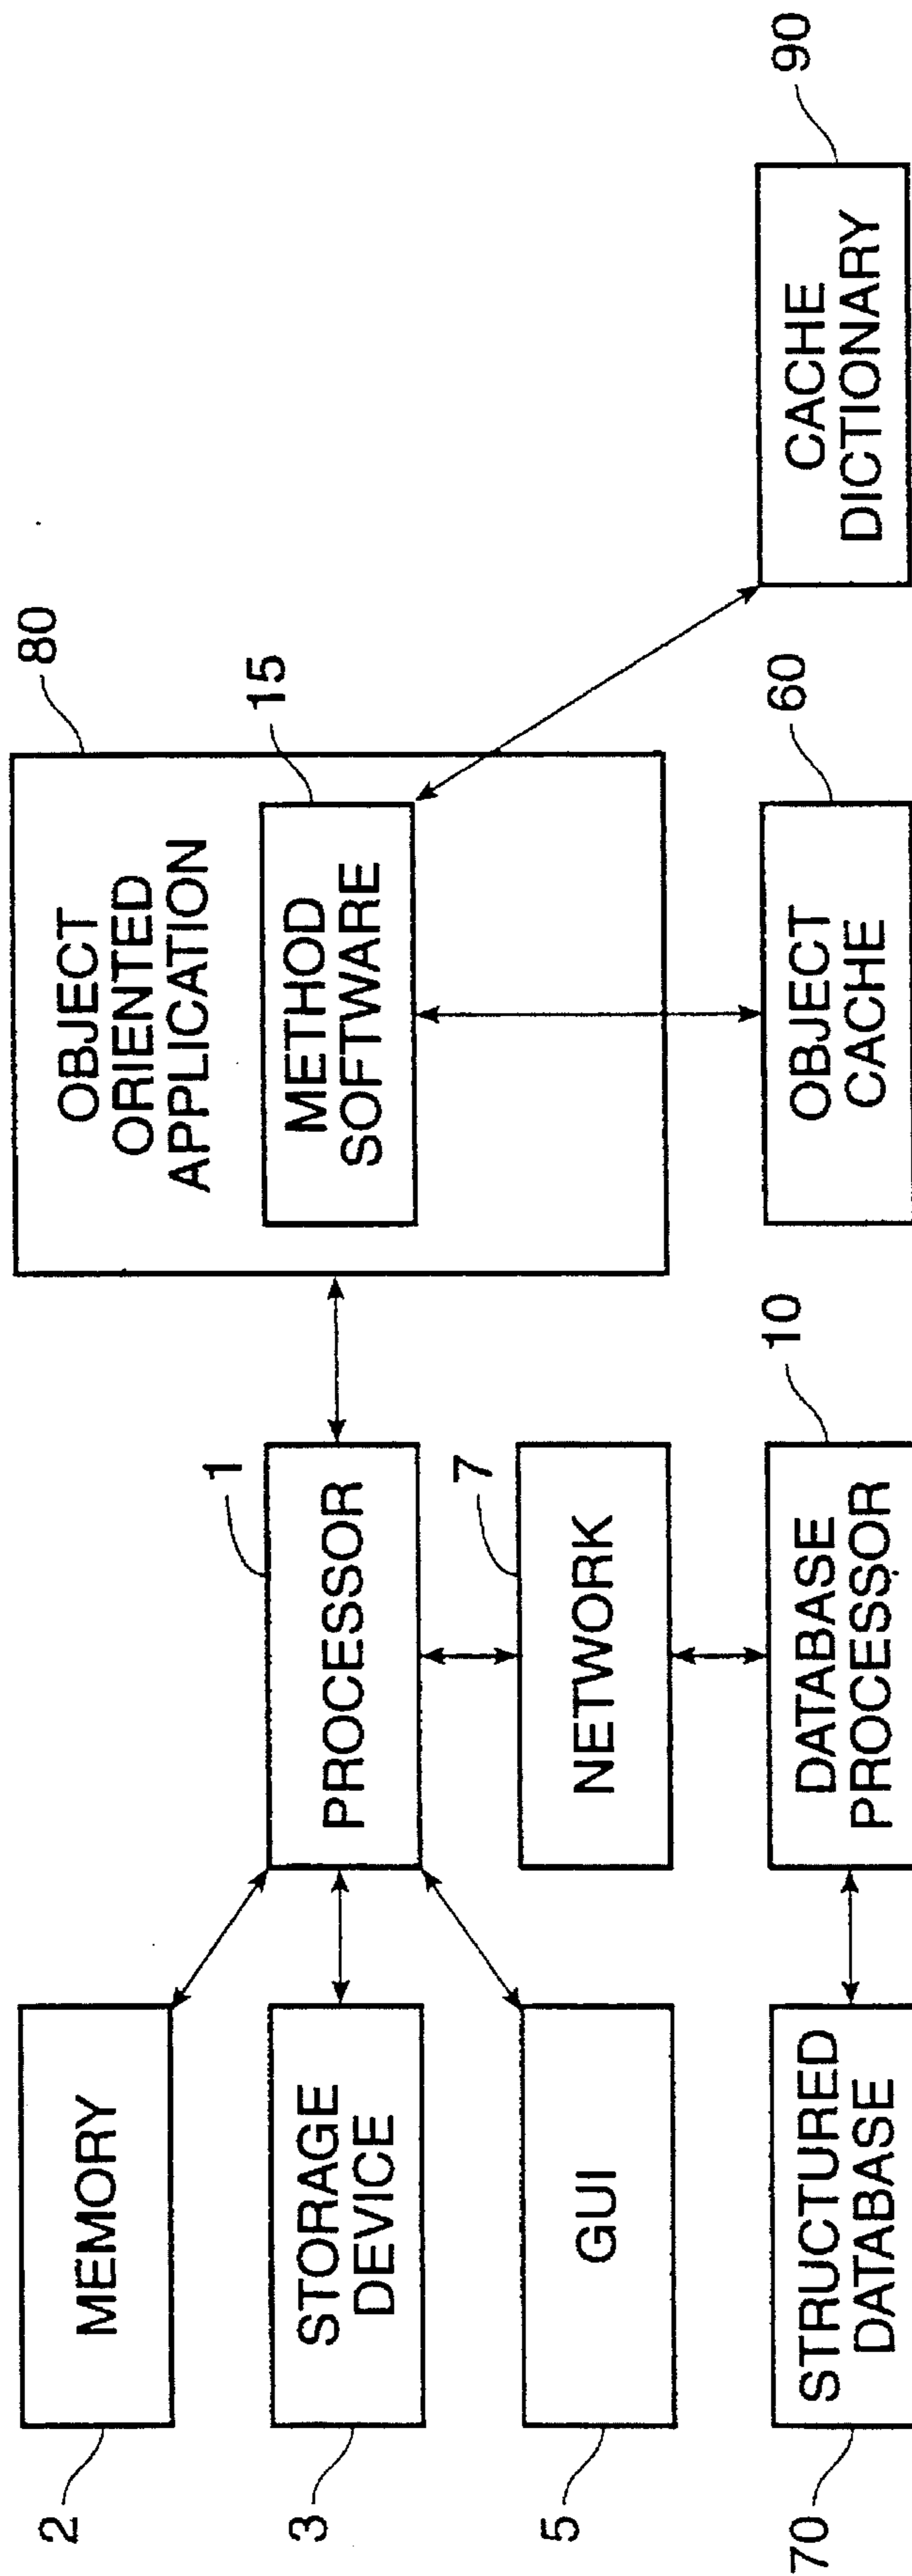 2
MEMORY
3
STORAGE
DEVICE
5
GUI
70
STRUCTURED
DATABASE
1
PROCESSOR
7
NETWORK
10
DATABASE
PROCESSOR
80
OBJECT
ORIENTED
APPLICATION
15
METHOD
SOFTWARE
60
OBJECT
CACHE
90
CACHE
DICTIONARY